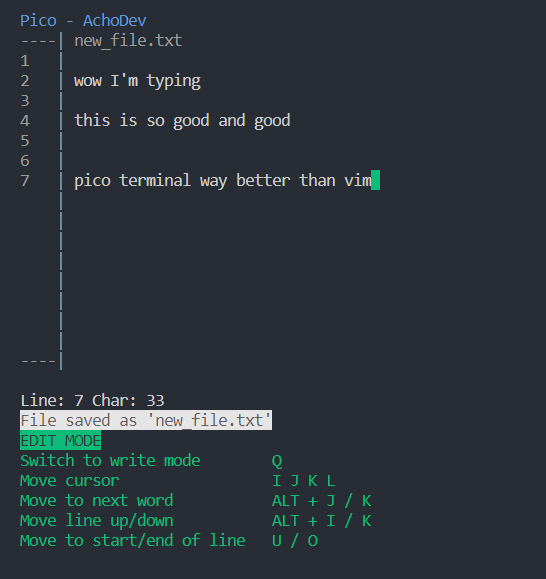 Pico - AchoDev
----| new_file.txt
1   |
2   | wow I'm typing
3   |
4   | this is so good and good
5   |
6   |
7   | pico terminal way better than vim
    |
    |
    |
    |
    |
    |
    |
    |
----|
Line: 7 Char: 33
File saved as 'new_file.txt'
EDIT MODE
Switch to write mode        Q
Move cursor                 I J K L
Move to next word           ALT + J / K
Move line up/down           ALT + I / K
Move to start/end of line   U / O